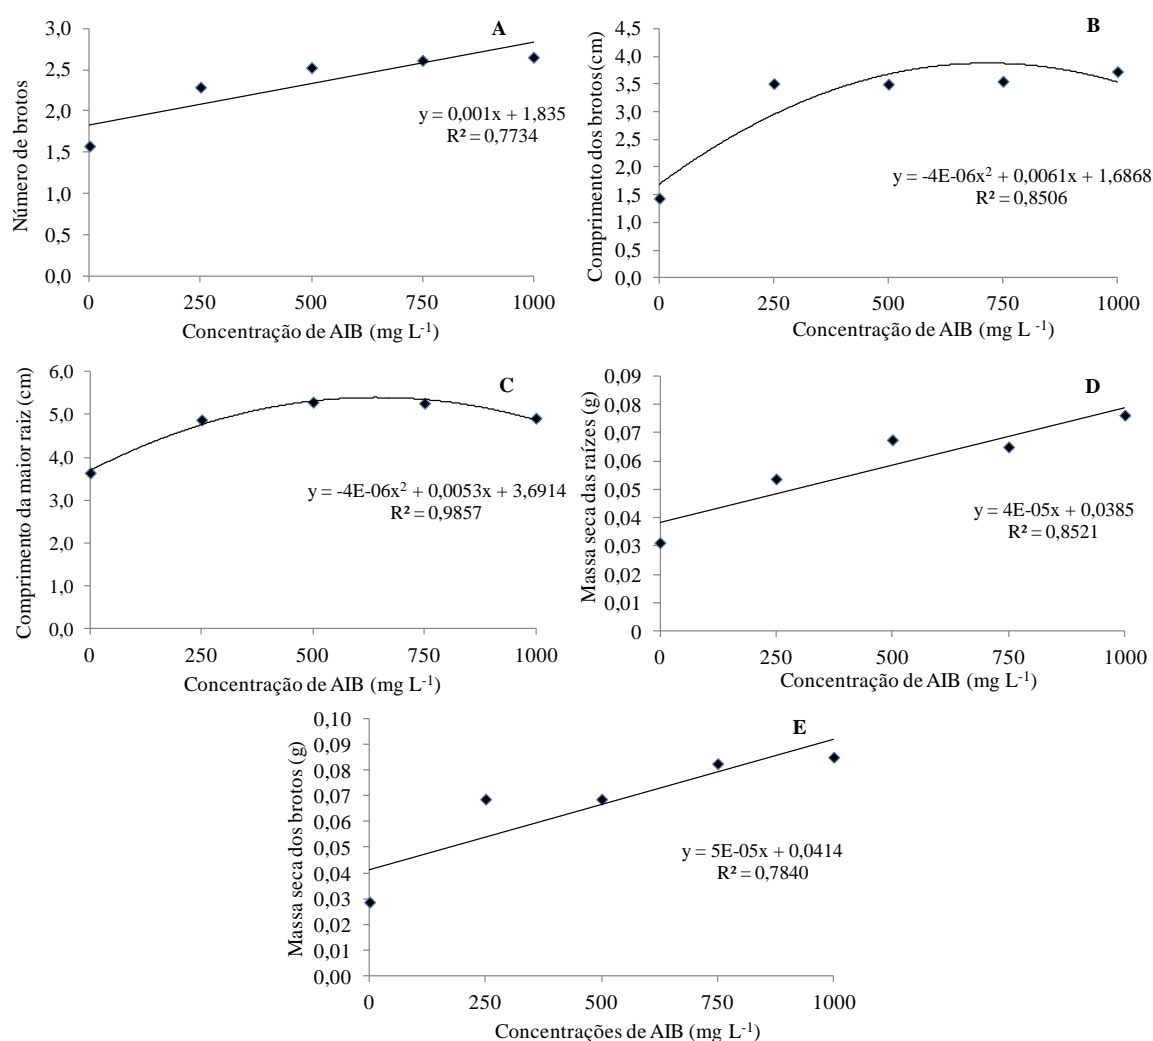 A
Número de brotos
3,0
2,5
2,0
1,5
1,0
0,5
0,0
y = 0,001x + 1,835
R² = 0,7734
0 250 500 750 1000
Concentração de AIB (mg L-1)
B
Comprimento dos brotos(cm)
4,5
4,0
3,5
3,0
2,5
2,0
1,5
1,0
0,5
0,0
y = -4E-06x² + 0,0061x + 1,6868
R² = 0,8506
0 250 500 750 1000
Concentração de AIB (mg L -1)
C
Comprimento da maior raiz (cm)
6,0
5,0
4,0
3,0
2,0
1,0
0,0
y = -4E-06x² + 0,0053x + 3,6914
R² = 0,9857
0 250 500 750 1000
Concentração de AIB (mg L-1)
D
Massa seca das raízes (g)
0,09
0,08
0,07
0,06
0,05
0,04
0,03
0,02
0,01
0
y = 4E-05x + 0,0385
R² = 0,8521
0 250 500 750 1000
Concentração de AIB (mg L-1)
E
Massa seca dos brotos (g)
0,10
0,09
0,08
0,07
0,06
0,05
0,04
0,03
0,02
0,01
0,00
y = 5E-05x + 0,0414
R² = 0,7840
0 250 500 750 1000
Concentrações de AIB (mg L-1)